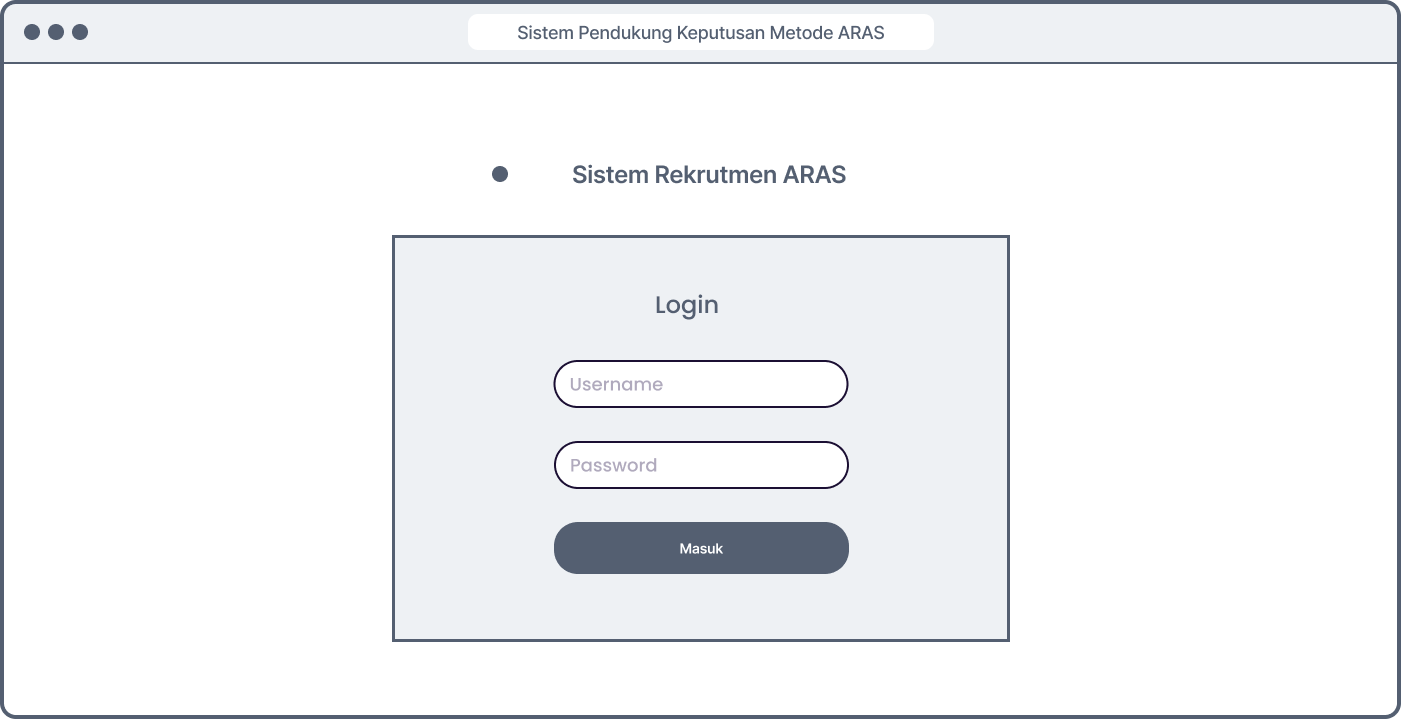 Sistem Pendukung Keputusan Metode ARAS
Sistem Rekrutmen ARAS
Login
Username
Password
Masuk